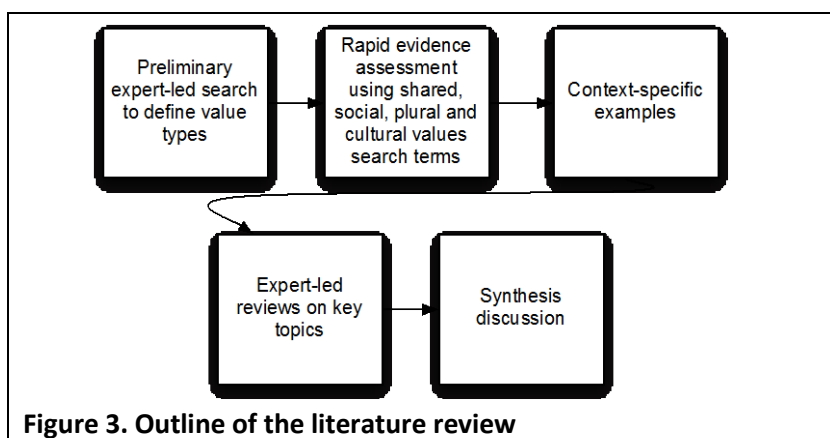 Preliminary
expert-led search
to define value
types
Rapid evidence
assessment
using shared,
social, plural and
cultural values
search terms
Context-specific
examples
Expert-led
reviews on key
topics
Synthesis
discussion
Figure 3. Outline of the literature review